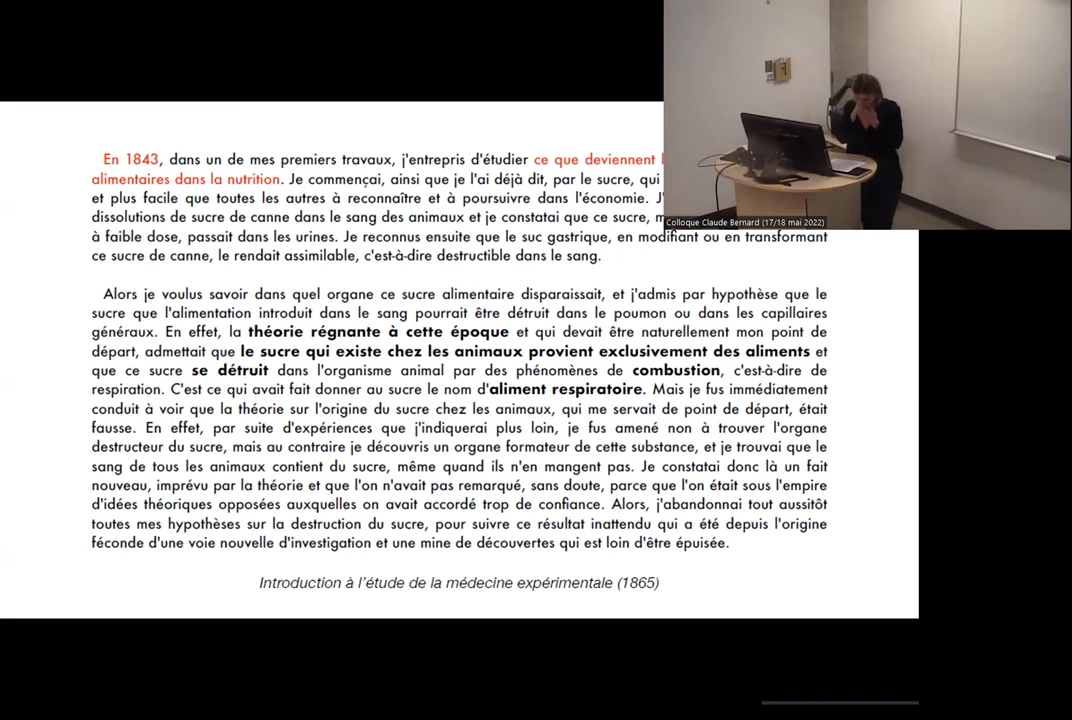 En 1843, dans un de mes premiers travaux, j'entrepris d'étudier ce que deviennent
alimentaires dans la nutrition. Je commençai, ainsi que je l'ai déjà dit, par le sucre, qui
et plus facile que toutes les autres à reconnaître et à poursuivre dans l'économie.
dissolutions de sucre de canne dans le sang des animaux et je constatai que ce sucre,
à faible dose, passait dans les urines. Je reconnus ensuite que le suc gastrique, en modifiant ou en transformant
ce sucre de canne, le rendait assimilable, c'est-à-dire destructible dans le sang.
Alors je voulus savoir dans quel organe ce sucre alimentaire disparaissait, et j'admis par hypothèse que le
sucre que l'alimentation introduit dans le sang pourrait être détruit dans le poumon ou dans les capillaires
généraux. En effet, la théorie régnante à cette époque et qui devait être naturellement mon point de
départ, admettait que le sucre qui existe chez les animaux provient exclusivement des aliments et
que ce sucre se détruit dans l'organisme animal par des phénomènes de combustion, c'est-à-dire de
respiration. C'est ce qui avait fait donner au sucre le nom d'aliment respiratoire. Mais je fus immédiatement
conduit à voir que la théorie sur l'origine du sucre chez les animaux, qui me servait de point de départ, était
fausse. En effet, par suite d'expériences que j'indiquerai plus loin, je fus amené non à trouver l'organe
destructeur du sucre, mais au contraire je découvris un organe formateur de cette substance, et je trouvai que le
sang de tous les animaux contient du sucre, même quand ils n'en mangent pas. Je constatai donc là un fait
nouveau, imprévu par la théorie et que l'on n'avait pas remarqué, sans doute, parce que l'on était sous l'empire
d'idées théoriques opposées auxquelles on avait accordé trop de confiance. Alors, j'abandonnai tout aussitôt
toutes mes hypothèses sur la destruction du sucre, pour suivre ce résultat inattendu qui a été depuis l'origine
féconde d'une voie nouvelle d'investigation et une mine de découvertes qui est loin d'être épuisée.
Introduction à l'étude de la médecine expérimentale (1865)
Colloque Claude Bernard (17/18 mai 2022)